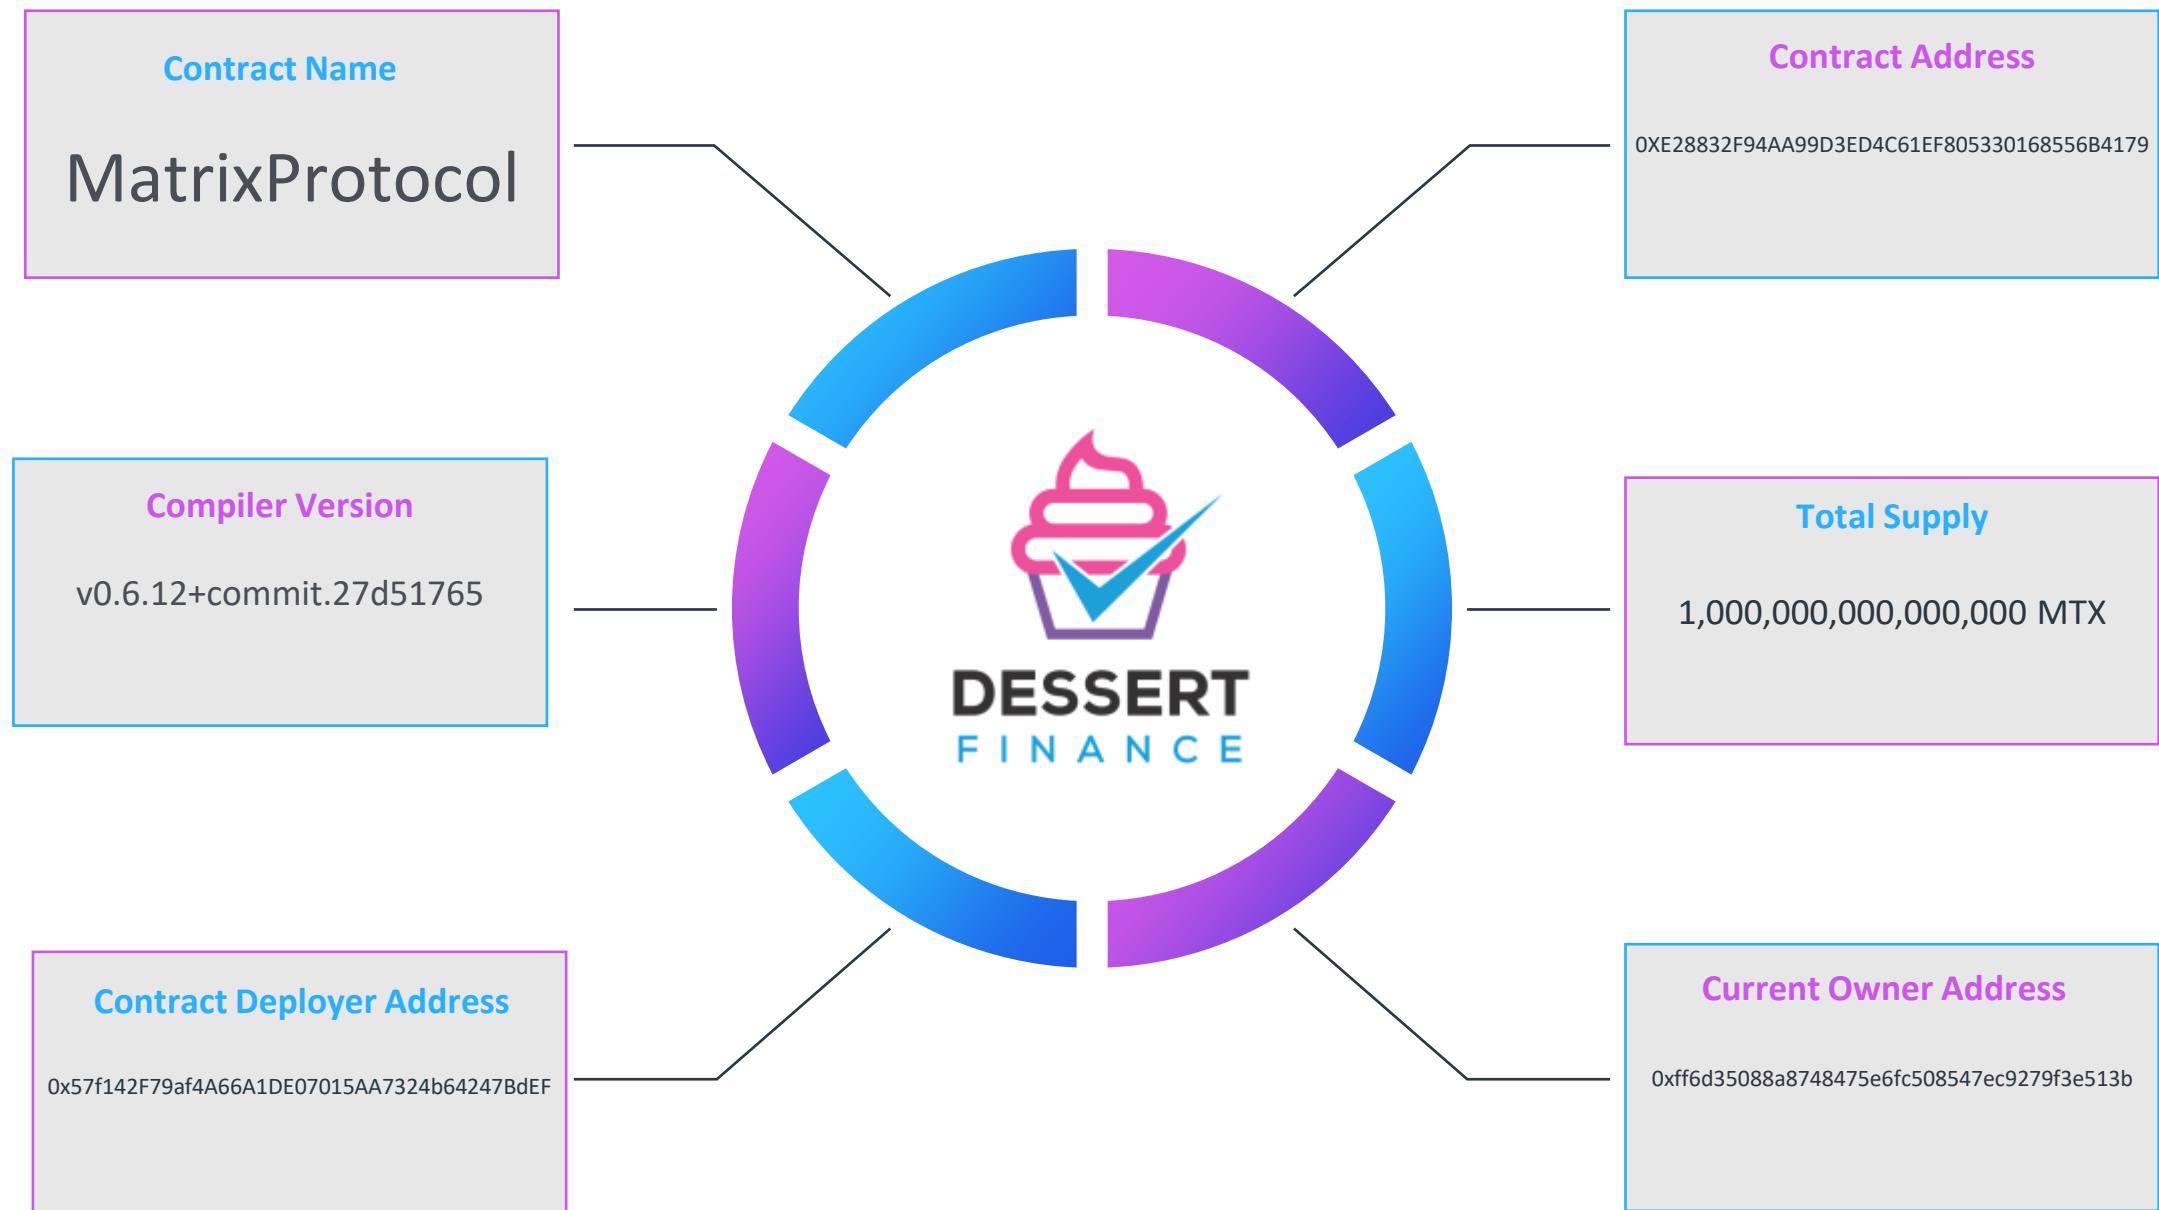 Contract Name
MatrixProtocol
Contract Address
0XE28832F94AA99D3ED4C61EF805330168556B4179
Compiler Version
v0.6.12+commit.27d51765
Total Supply
1,000,000,000,000,000 MTX
DESSERT
FINANCE
Contract Deployer Address
0x57f142F79af4A66A1DE07015AA7324b64247BdEF
Current Owner Address
0xff6d35088a8748475e6fc508547ec9279f3e513b